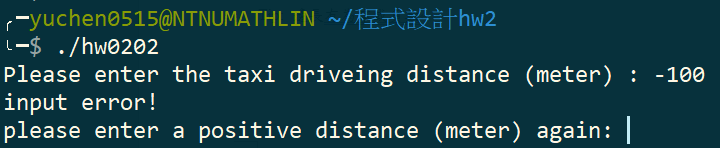 ╭─yuchen0515@NTNUMATHLIN ~/程式設計hw2
╰─$ ./hw0202
Please enter the taxi driveing distance (meter) : -100
input error!
please enter a positive distance (meter) again: